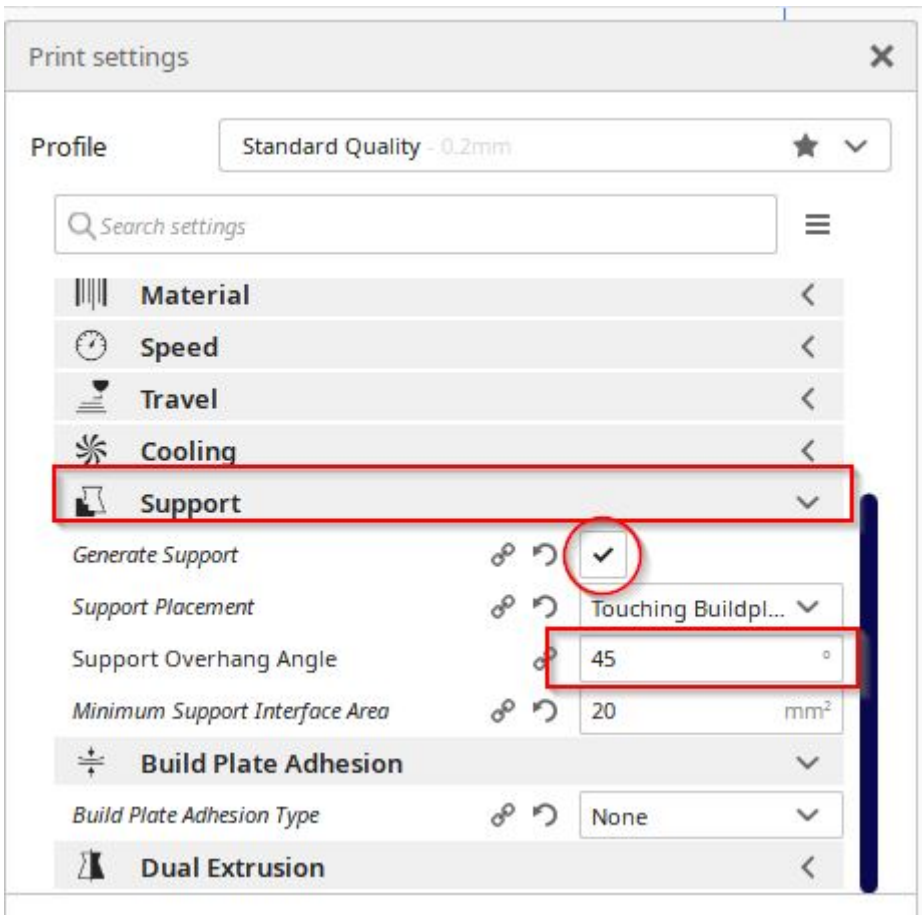 Print settings
Profile Standard Quality - 0.2mm
Search settings
Material
Speed
Travel
Cooling
Support
Generate Support
Support Placement Touching Buildpl...
Support Overhang Angle 45 °
Minimum Support Interface Area 20 mm²
Build Plate Adhesion
Build Plate Adhesion Type None
Dual Extrusion